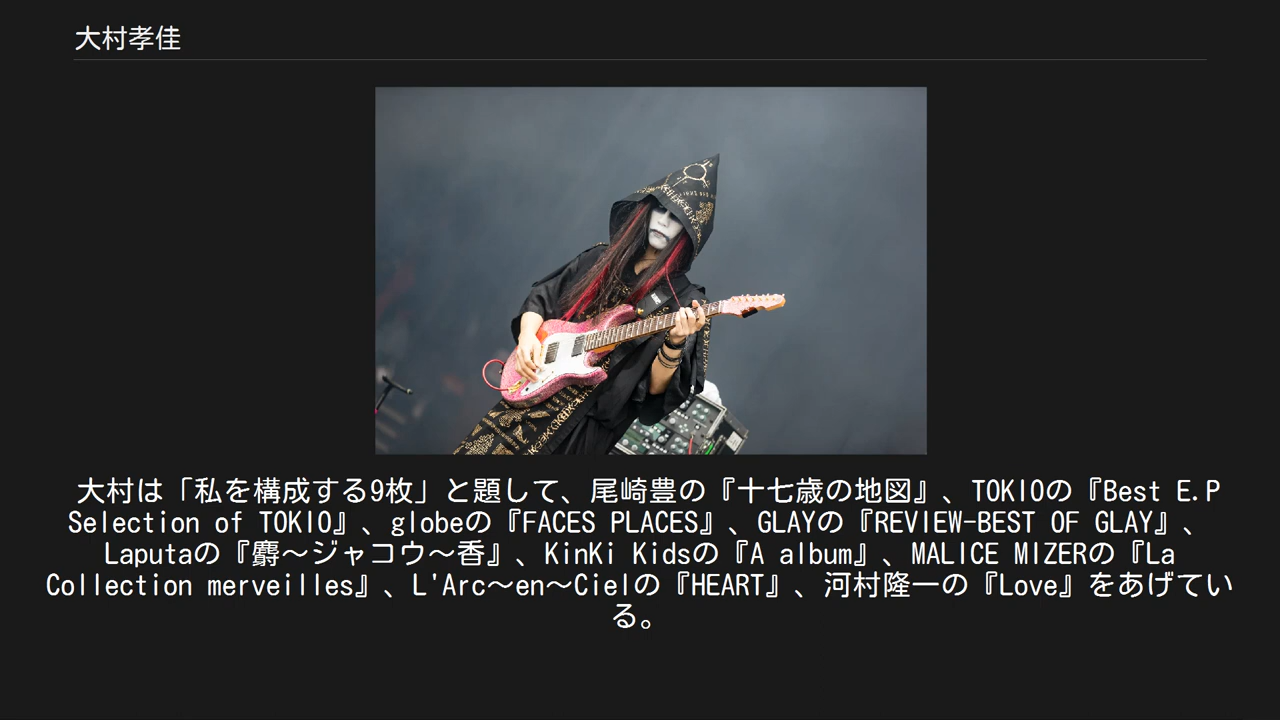 大村孝佳
大村は「私を構成する9枚」と題して、尾崎豊の『十七歳の地図』、TOKIOの『Best E.P
Selection of TOKIO』、globeの『FACES PLACES』、GLAYの『REVIEW-BEST OF GLAY』、
Laputaの『麝～ジャコウ～香』、KinKi Kidsの『A album』、MALICE MIZERの『La
Collection merveilles』、L'Arc～en～Cielの『HEART』、河村隆一の『Love』をあげてい
る。